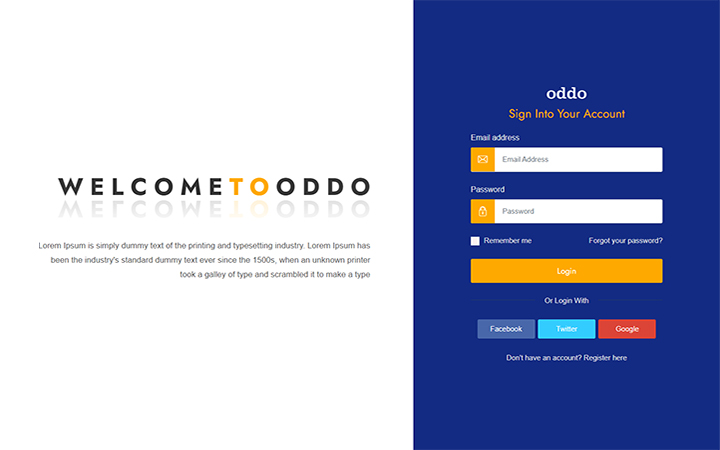 WELCOMETOODDO
Lorem Ipsum is simply dummy text of the printing and typesetting industry. Lorem Ipsum has
been the industry's standard dummy text ever since the 1500s, when an unknown printer
took a galley of type and scrambled it to make a type
oddo
Sign Into Your Account
Email address
Email Address
Password
Password
Remember me Forgot your password?
Login
Or Login With
Facebook Twitter Google
Don't have an account? Register here